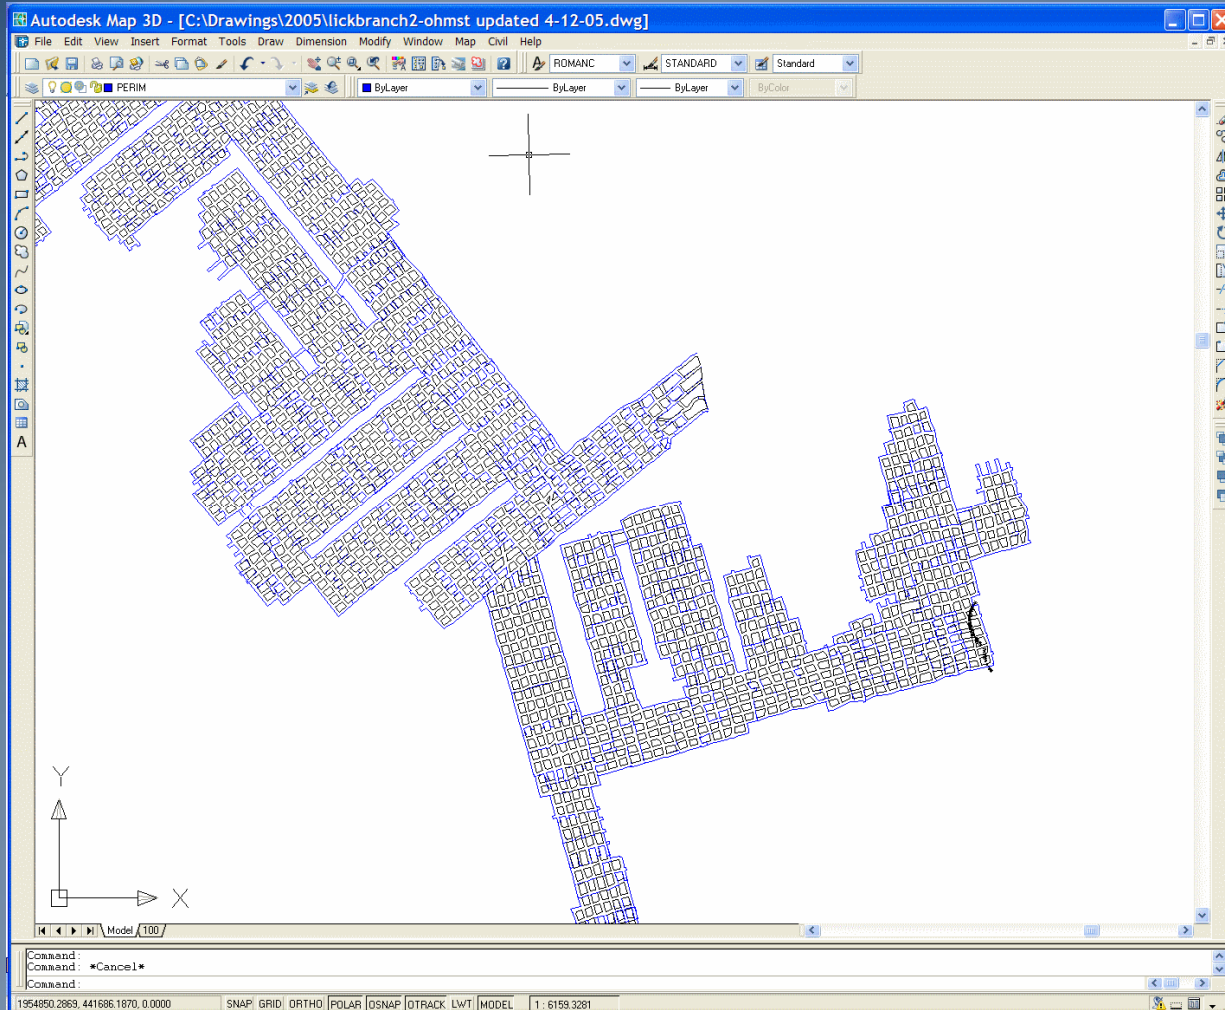 Autodesk Map 3D - [C:\Drawings\2005\lickbranch2-ohmst updated 4-12-05.dwg]
File Edit View Insert Format Tools Draw Dimension Modify Window Map Civil Help
ROMANC STANDARD Standard
PERIM ByLayer ByLayer ByLayer ByColor
A
Y
X
Model 100
Command:
Command: *Cancel*
Command:
1954850.2869, 441686.1870, 0.0000 SNAP GRID ORTHO POLAR OSNAP OTRACK LWT MODEL 1 : 6159.3281